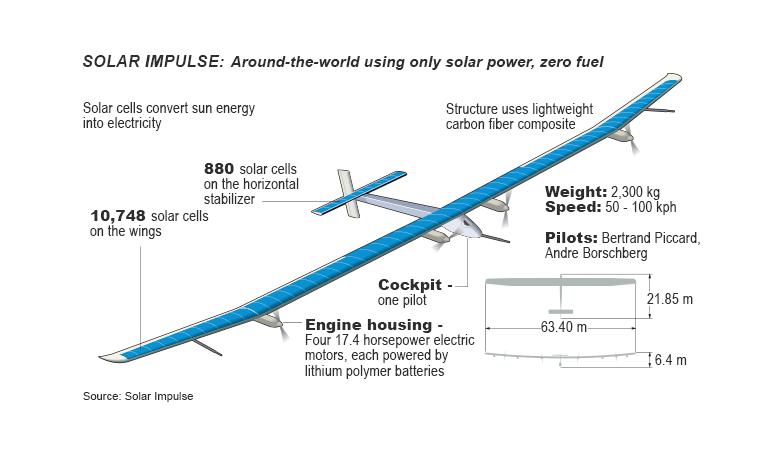 SOLAR IMPULSE: Around-the-world using only solar power, zero fuel
Solar cells convert sun energy
into electricity
Structure uses lightweight
carbon fiber composite
880 solar cells
on the horizontal
stabilizer
10,748 solar cells
on the wings
Weight: 2,300 kg
Speed: 50 - 100 kph
Pilots: Bertrand Piccard,
Andre Borschberg
Cockpit -
one pilot
Engine housing -
Four 17.4 horsepower electric
motors, each powered by
lithium polymer batteries
21.85 m
63.40 m
6.4 m
Source: Solar Impulse